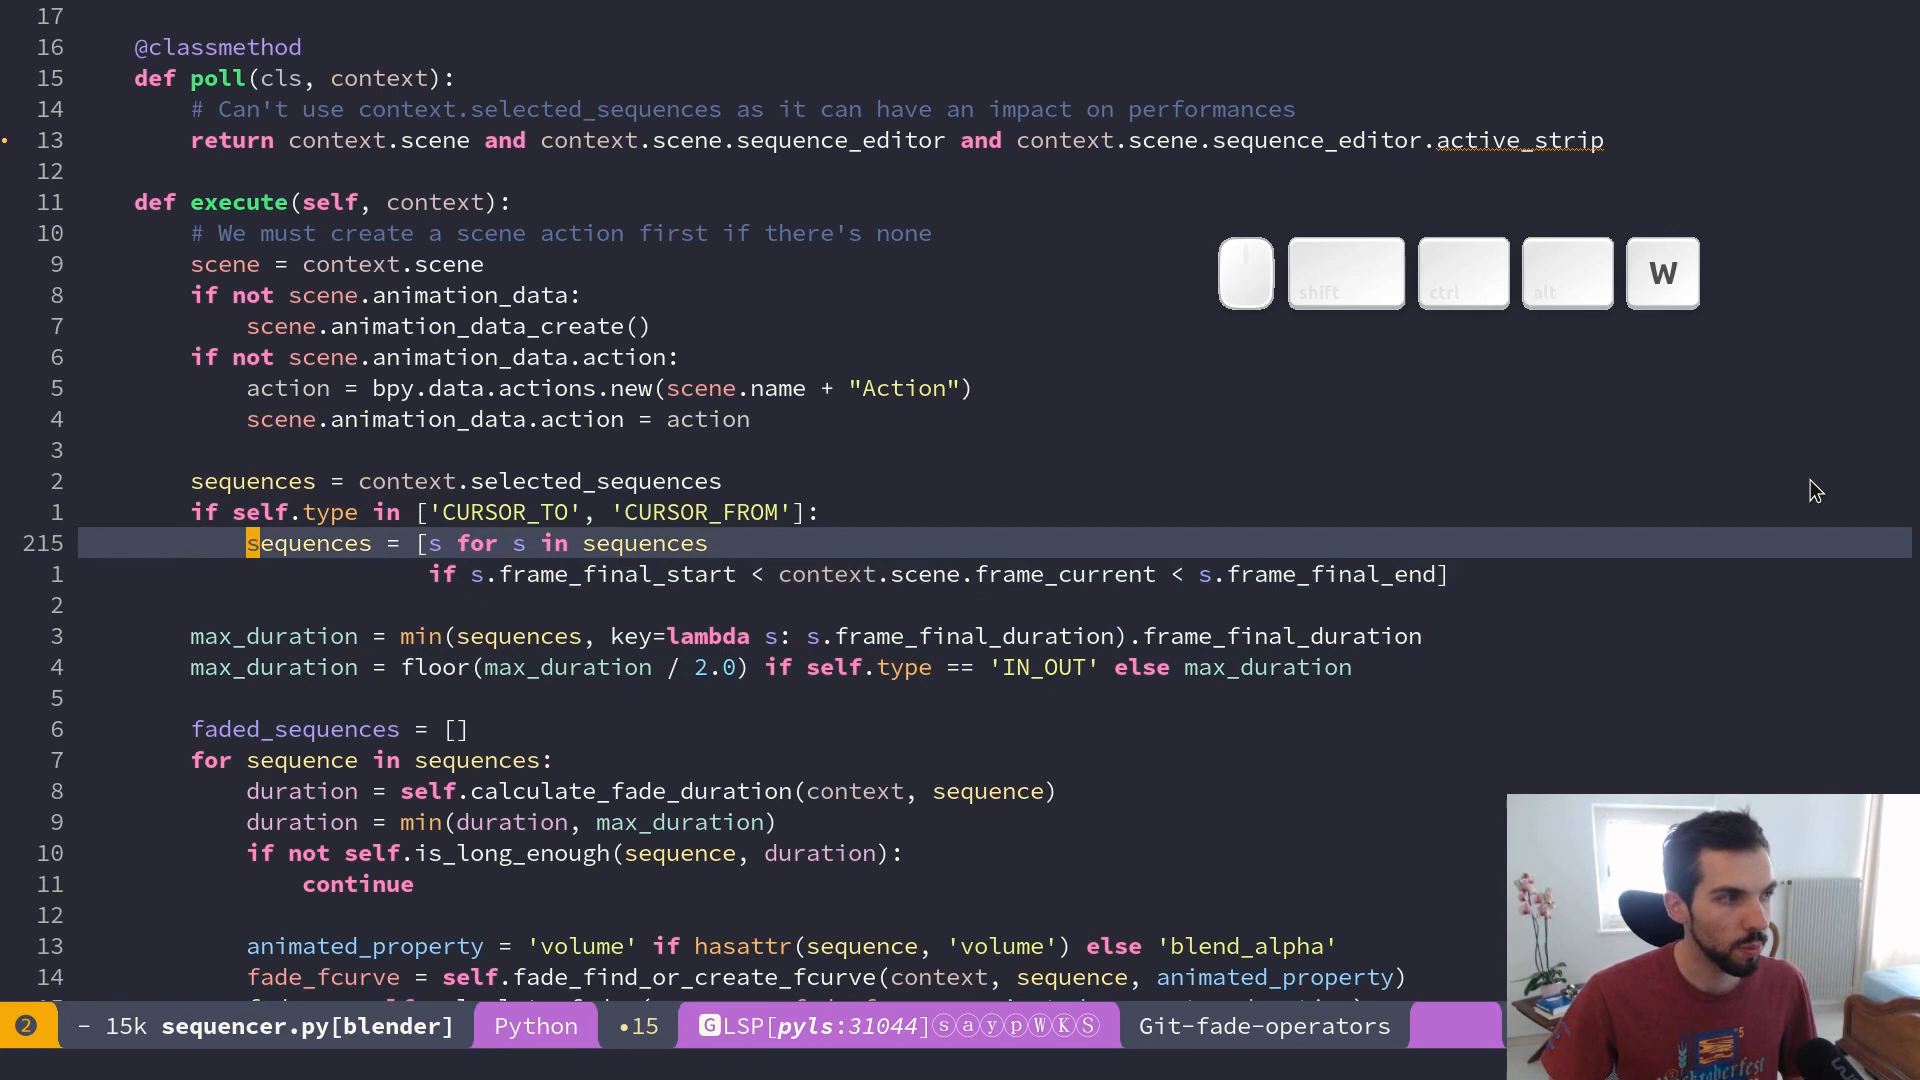 17
16 @classmethod
15 def poll(cls, context):
14 # Can't use context.selected_sequences as it can have an impact on performances
13 return context.scene and context.scene.sequence_editor and context.scene.sequence_editor.active_strip
12
11 def execute(self, context):
10 # We must create a scene action first if there's none
9 scene = context.scene
8 if not scene.animation_data:
7 scene.animation_data_create()
6 if not scene.animation_data.action:
5 action = bpy.data.actions.new(scene.name + "Action")
4 scene.animation_data.action = action
3
2 sequences = context.selected_sequences
1 if self.type in ['CURSOR_TO', 'CURSOR_FROM']:
215 sequences = [s for s in sequences
1 if s.frame_final_start < context.scene.frame_current < s.frame_final_end]
2
3 max_duration = min(sequences, key=lambda s: s.frame_final_duration).frame_final_duration
4 max_duration = floor(max_duration / 2.0) if self.type == 'IN_OUT' else max_duration
5
6 faded_sequences = []
7 for sequence in sequences:
8 duration = self.calculate_fade_duration(context, sequence)
9 duration = min(duration, max_duration)
10 if not self.is_long_enough(sequence, duration):
11 continue
12
13 animated_property = 'volume' if hasattr(sequence, 'volume') else 'blend_alpha'
14 fade_fcurve = self.fade_find_or_create_fcurve(context, sequence, animated_property)
shift ctrl alt W
❷ - 15k sequencer.py[blender] Python •15 GLSP[pyls:31044]ⓢⓐⓨⓟⓌⓀⓈ Git-fade-operators